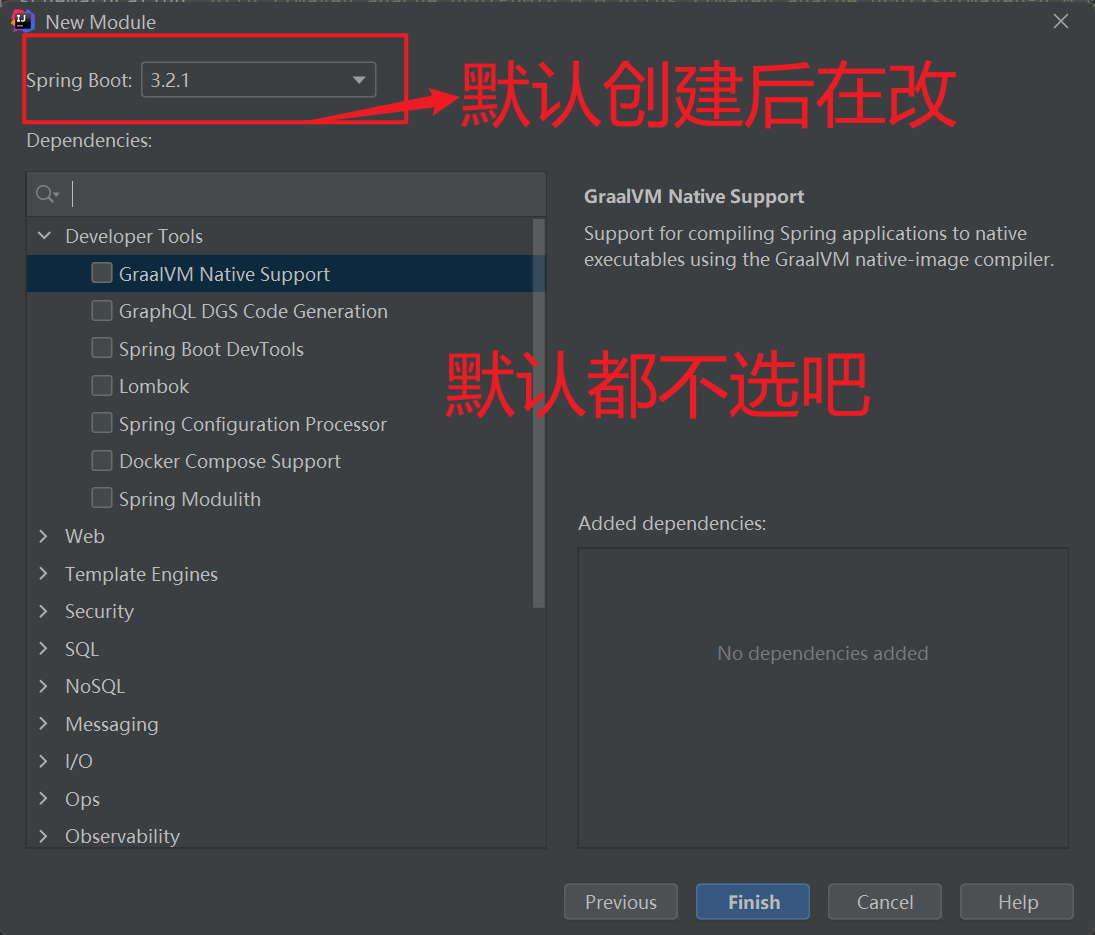 New Module
Spring Boot: 3.2.1
默认创建后在改
Dependencies:
GraalVM Native Support
Support for compiling Spring applications to native
executables using the GraalVM native-image compiler.
Developer Tools
GraalVM Native Support
GraphQL DGS Code Generation
Spring Boot DevTools
Lombok
Spring Configuration Processor
Docker Compose Support
Spring Modulith
Web
Template Engines
Security
SQL
NoSQL
Messaging
I/O
Ops
Observability
默认都不选吧
Added dependencies:
No dependencies added
Previous Finish Cancel Help